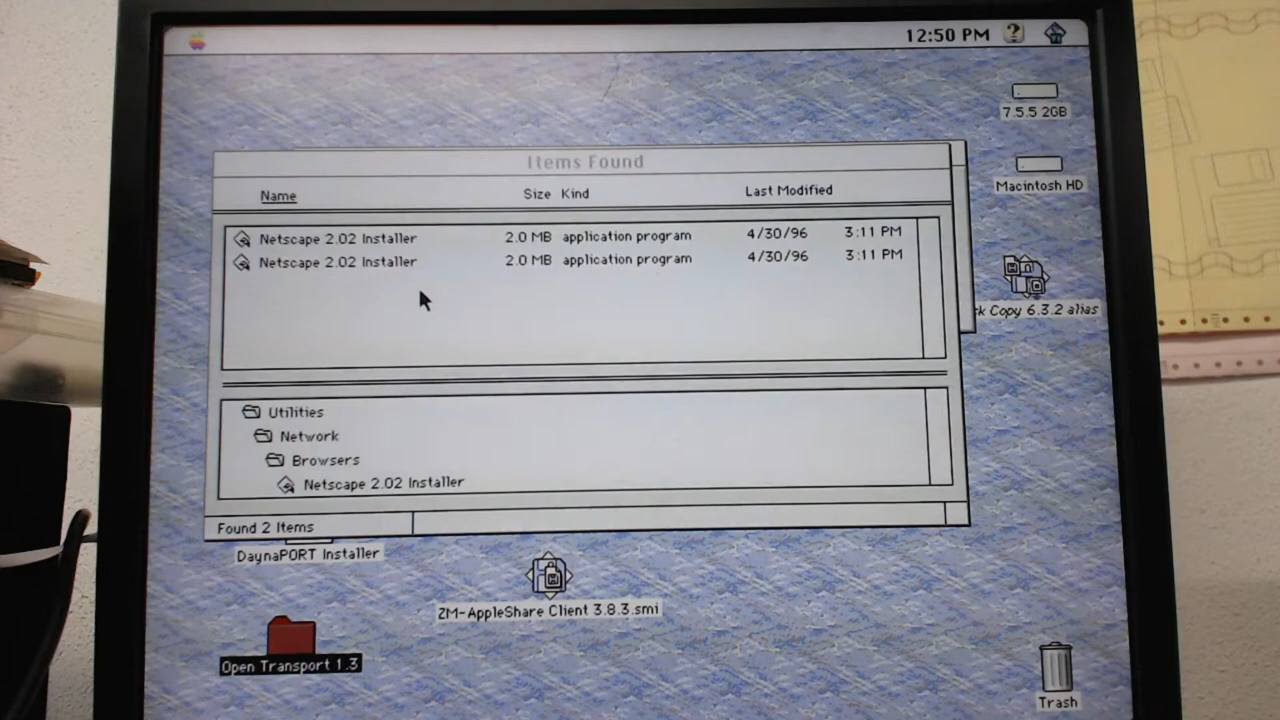 12:50 PM
7.5.5 2GB
Items Found
Name Size Kind Last Modified
Macintosh HD
Netscape 2.02 Installer 2.0 MB application program 4/30/96 3:11 PM
Netscape 2.02 Installer 2.0 MB application program 4/30/96 3:11 PM
k Copy 6.3.2 alias
Utilities
Network
Browsers
Netscape 2.02 Installer
Found 2 Items
DaynaPORT Installer
ZM-AppleShare Client 3.8.3.smi
Open Transport 1.3
Trash